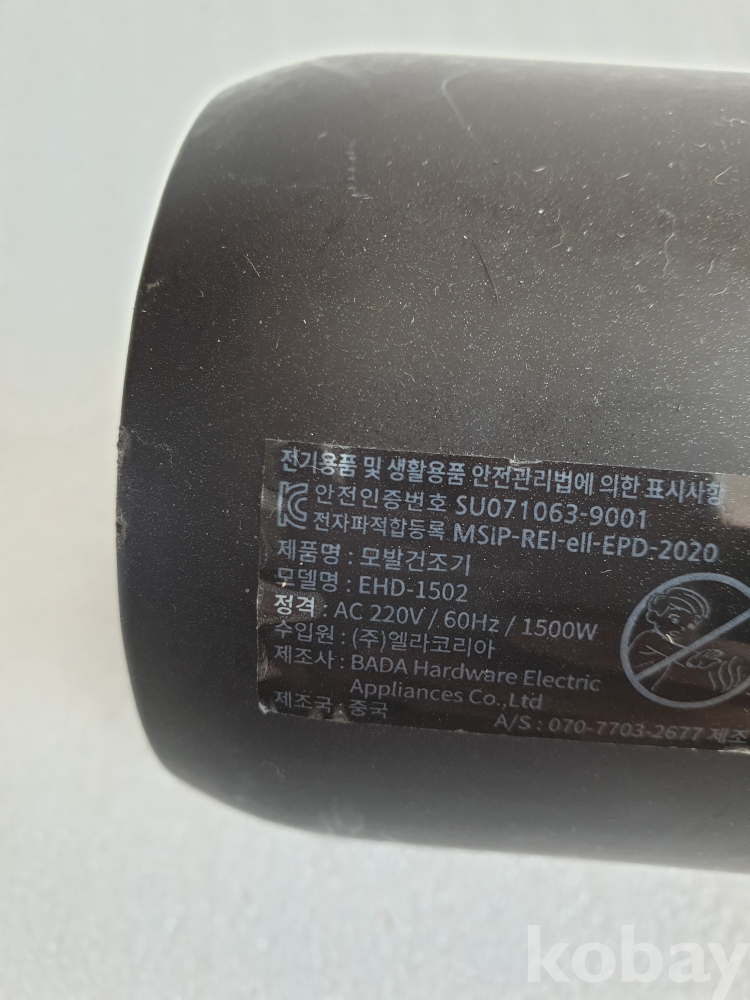 전기용품 및 생활용품 안전관리법에 의한 표시사항
안전인증번호 SU071063-9001
전자파적합등록 MSIP-REI-ell-EPD-2020
제품명 : 모발건조기
모델명 : EHD-1502
정격 : AC 220V / 60Hz / 1500W
수입원 : (주)엘라코리아
제조사 : BADA Hardware Electric
Appliances Co.,Ltd
제조국 : 중국
A/S : 070-7703-2677 제조
kobay